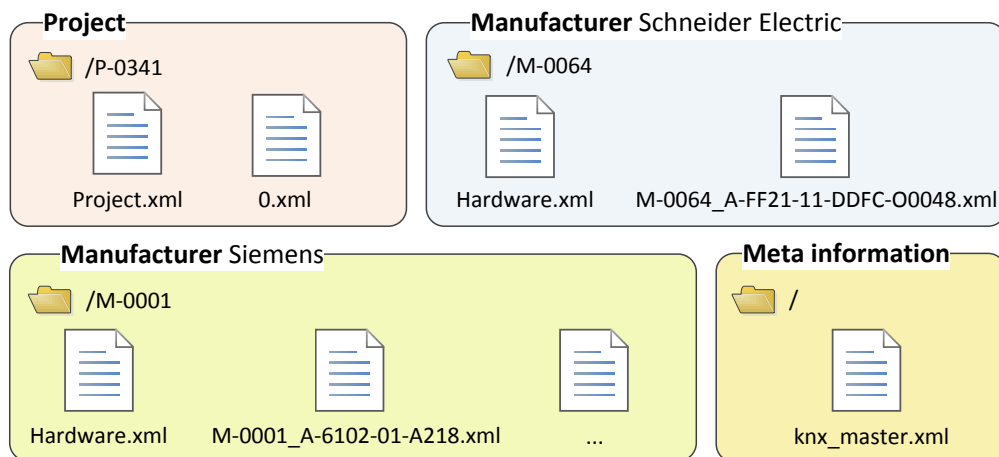 Project
/P-0341
Project.xml
0.xml
Manufacturer Schneider Electric
/M-0064
Hardware.xml
M-0064_A-FF21-11-DDFC-O0048.xml
Manufacturer Siemens
/M-0001
Hardware.xml
M-0001_A-6102-01-A218.xml
...
Meta information
/
knx_master.xml